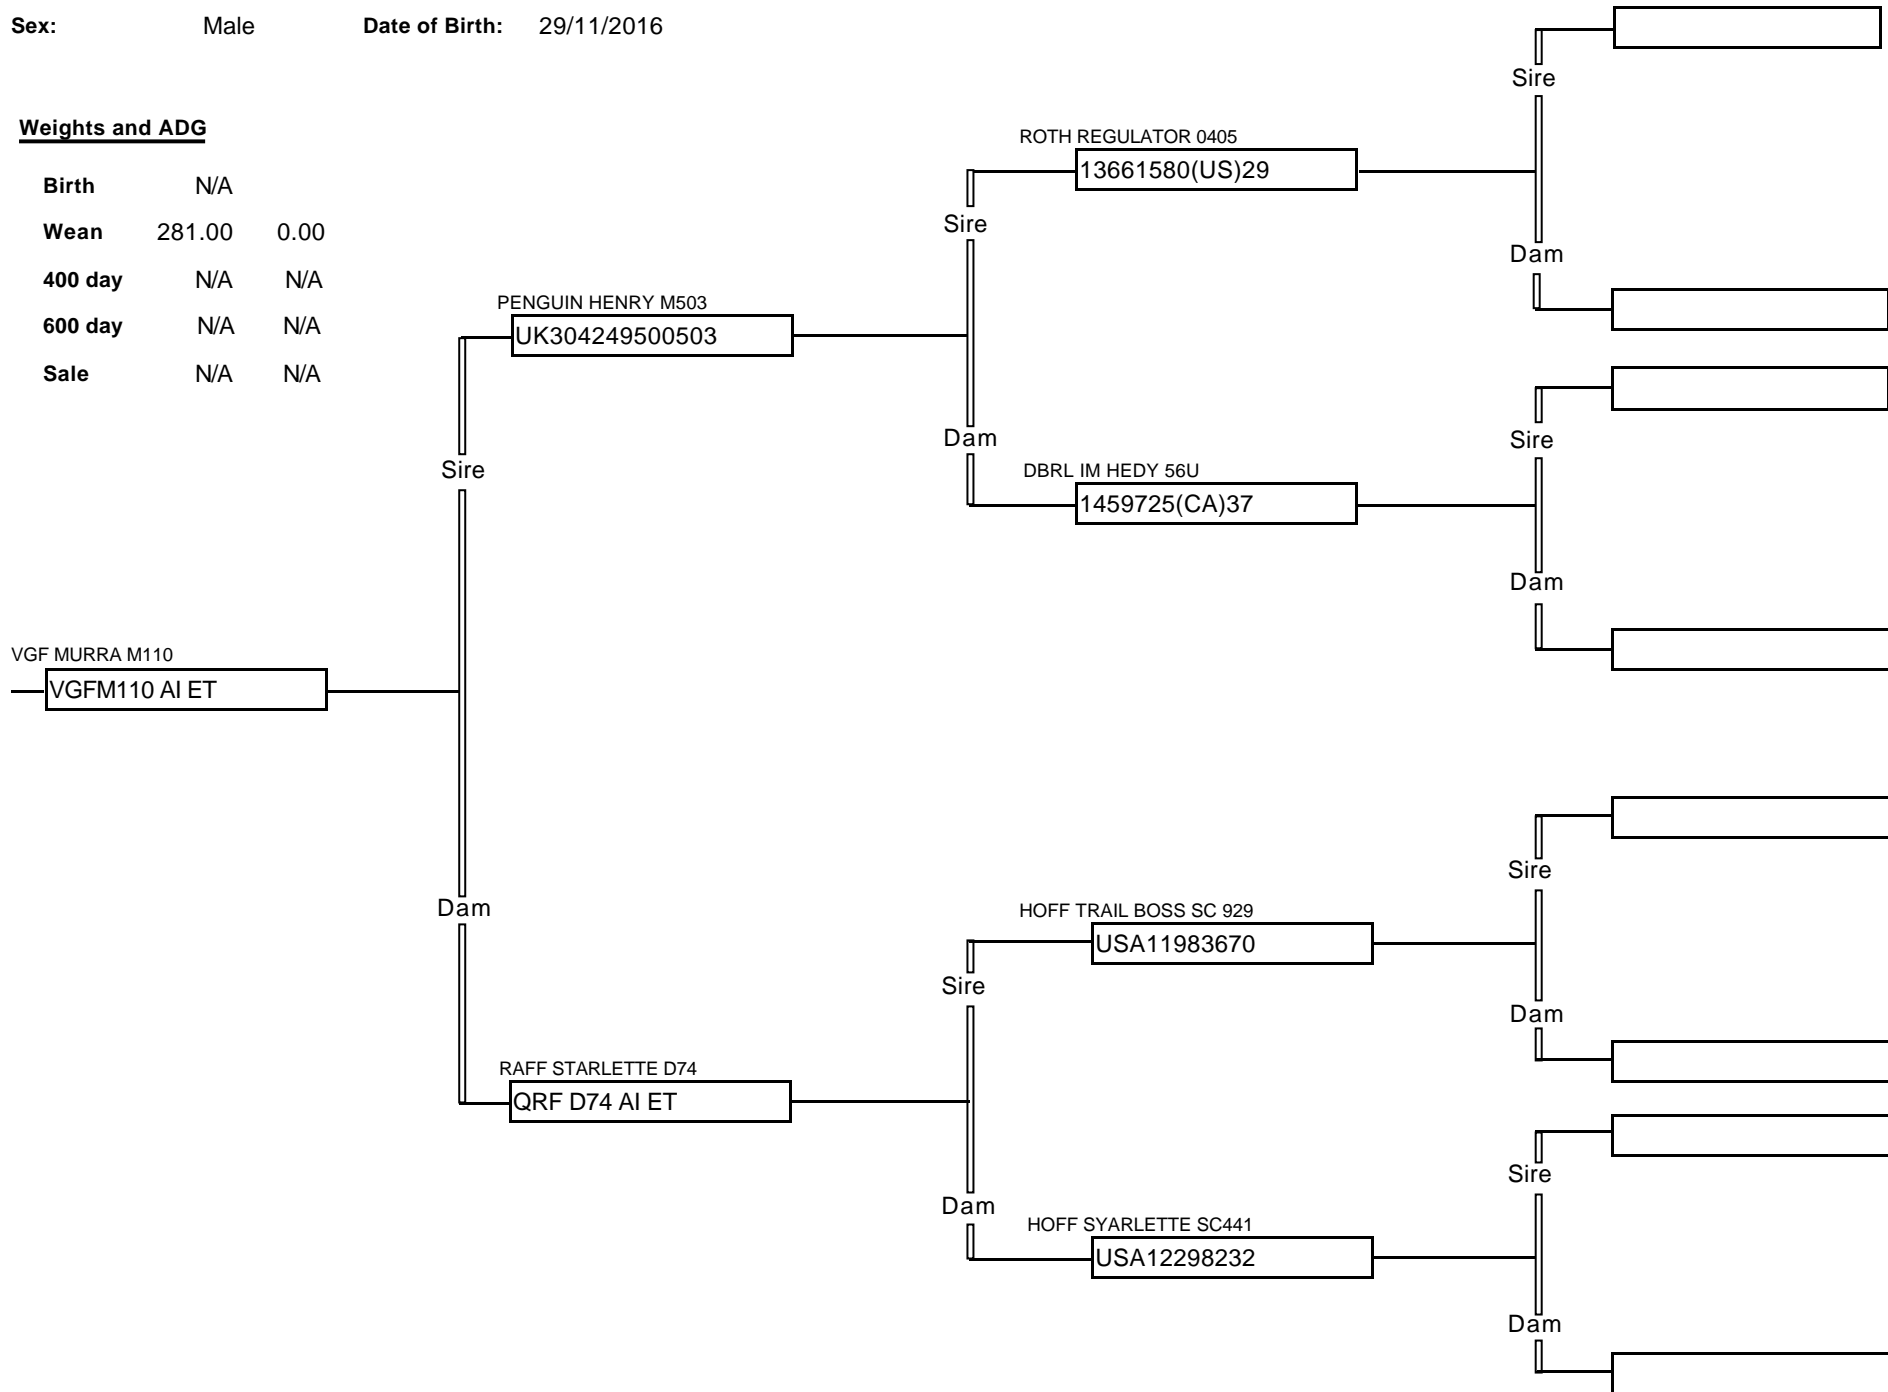 Sex: Male Date of Birth: 29/11/2016
Weights and ADG
Birth N/A
Wean 281.00 0.00
400 day N/A N/A
600 day N/A N/A
Sale N/A N/A
VGF MURRA M110
VGFM110 AI ET
Sire
Dam
PENGUIN HENRY M503
UK304249500503
RAFF STARLETTE D74
QRF D74 AI ET
Sire
Dam
Sire
Dam
ROTH REGULATOR 0405
13661580(US)29
DBRL IM HEDY 56U
1459725(CA)37
HOFF TRAIL BOSS SC 929
USA11983670
HOFF SYARLETTE SC441
USA12298232
Sire
Dam
Sire
Dam
Sire
Dam
Sire
Dam